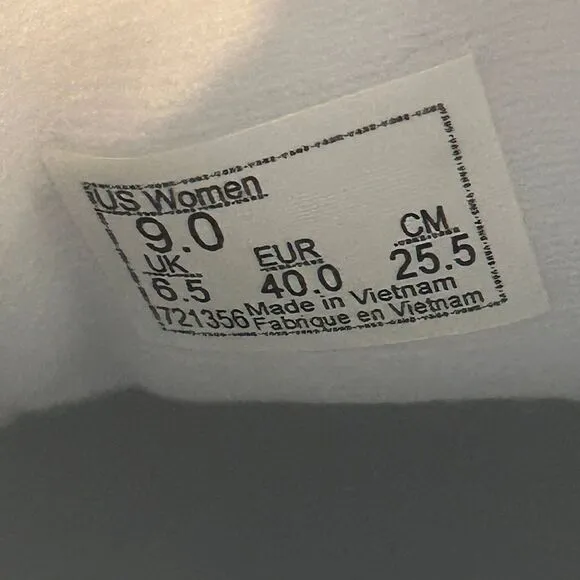 US Women
9.0
UK
6.5
EUR
40.0
CM
25.5
721356
Made in Vietnam
Fabrique en Vietnam